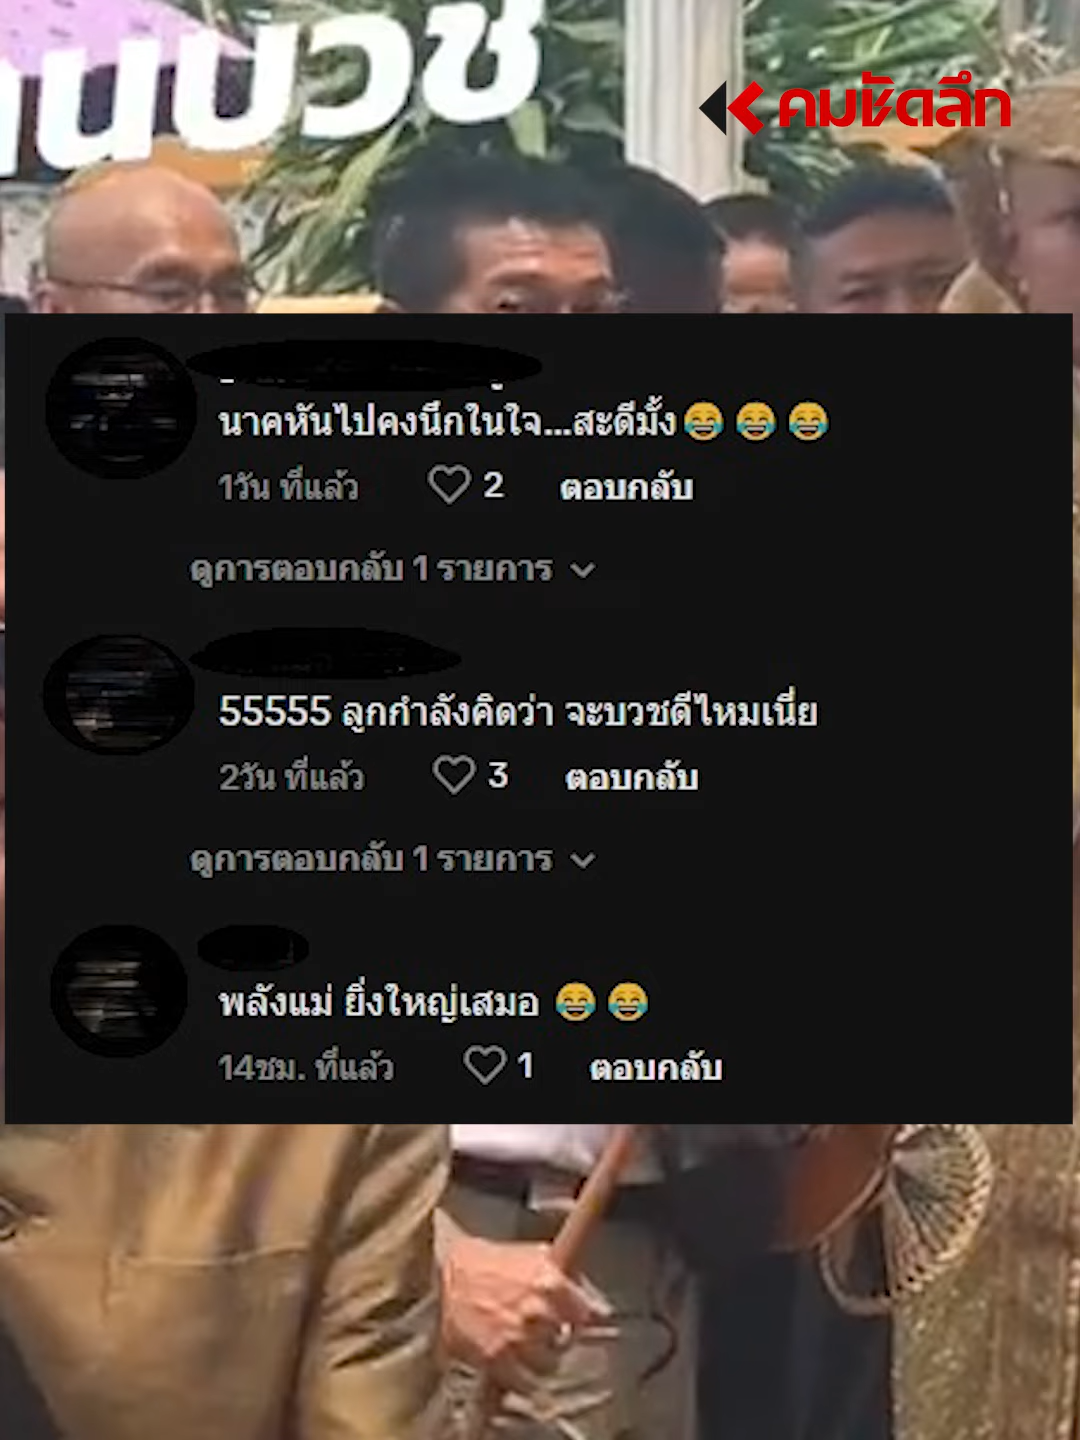 านบวช
คมชัดลึก
นาคหันไปคงนึกในใจ...สะดีมั้ง😂😂😂
1วัน ที่แล้ว 2 ตอบกลับ
ดูการตอบกลับ 1 รายการ
55555 ลูกกำลังคิดว่า จะบวชดีไหมเนี่ย
2วัน ที่แล้ว 3 ตอบกลับ
ดูการตอบกลับ 1 รายการ
พลังแม่ ยิ่งใหญ่เสมอ 😂😂
14ชม. ที่แล้ว 1 ตอบกลับ